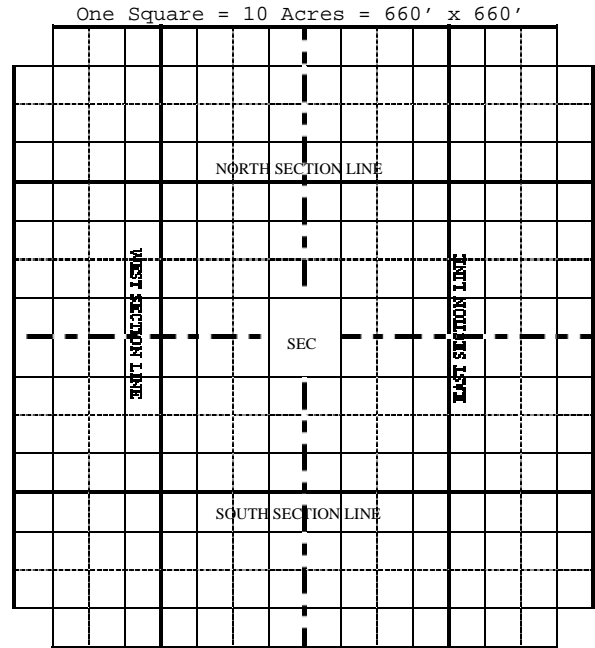 One Square = 10 Acres = 660' x 660'
NORTH SECTION LINE
WEST SECTION LINE
EAST SECTION LINE
SEC
SOUTH SECTION LINE